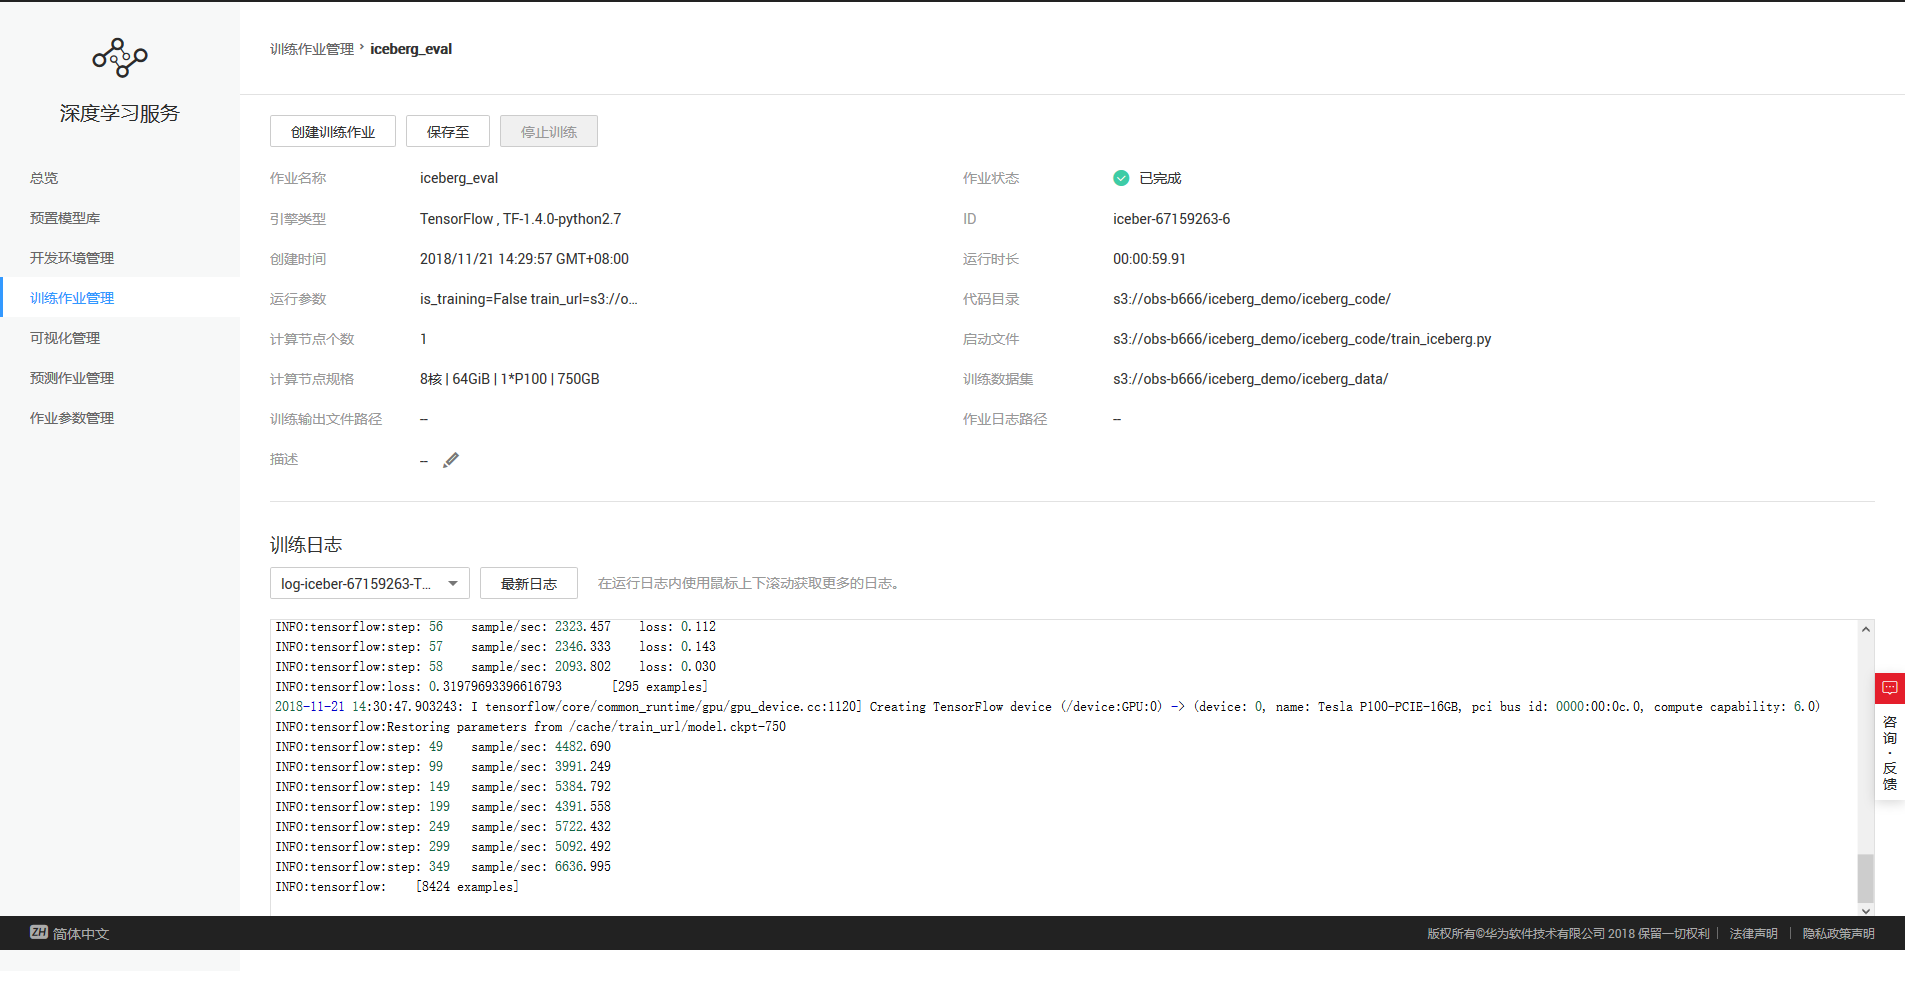 训练作业管理 › iceberg_eval
深度学习服务
总览
预置模型库
开发环境管理
训练作业管理
可视化管理
预测作业管理
作业参数管理
创建训练作业 保存至 停止训练
作业名称 iceberg_eval 作业状态 已完成
引擎类型 TensorFlow , TF-1.4.0-python2.7 ID iceber-67159263-6
创建时间 2018/11/21 14:29:57 GMT+08:00 运行时长 00:00:59.91
运行参数 is_training=False train_url=s3://o... 代码目录 s3://obs-b666/iceberg_demo/iceberg_code/
计算节点个数 1 启动文件 s3://obs-b666/iceberg_demo/iceberg_code/train_iceberg.py
计算节点规格 8核 | 64GiB | 1*P100 | 750GB 训练数据集 s3://obs-b666/iceberg_demo/iceberg_data/
训练输出文件路径 -- 作业日志路径 --
描述 --
训练日志
log-iceber-67159263-T... 最新日志 在运行日志内使用鼠标上下滚动获取更多的日志。
INFO:tensorflow:step: 56 sample/sec: 2323.457 loss: 0.112
INFO:tensorflow:step: 57 sample/sec: 2346.333 loss: 0.143
INFO:tensorflow:step: 58 sample/sec: 2093.802 loss: 0.030
INFO:tensorflow:loss: 0.31979693396616793 [295 examples]
2018-11-21 14:30:47.903243: I tensorflow/core/common_runtime/gpu/gpu_device.cc:1120] Creating TensorFlow device (/device:GPU:0) -> (device: 0, name: Tesla P100-PCIE-16GB, pci bus id: 0000:00:0c.0, compute capability: 6.0)
INFO:tensorflow:Restoring parameters from /cache/train_url/model.ckpt-750
INFO:tensorflow:step: 49 sample/sec: 4482.690
INFO:tensorflow:step: 99 sample/sec: 3991.249
INFO:tensorflow:step: 149 sample/sec: 5384.792
INFO:tensorflow:step: 199 sample/sec: 4391.558
INFO:tensorflow:step: 249 sample/sec: 5722.432
INFO:tensorflow:step: 299 sample/sec: 5092.492
INFO:tensorflow:step: 349 sample/sec: 6636.995
INFO:tensorflow: [8424 examples]
咨询·反馈
ZH 简体中文 版权所有©华为软件技术有限公司 2018 保留一切权利 | 法律声明 | 隐私政策声明